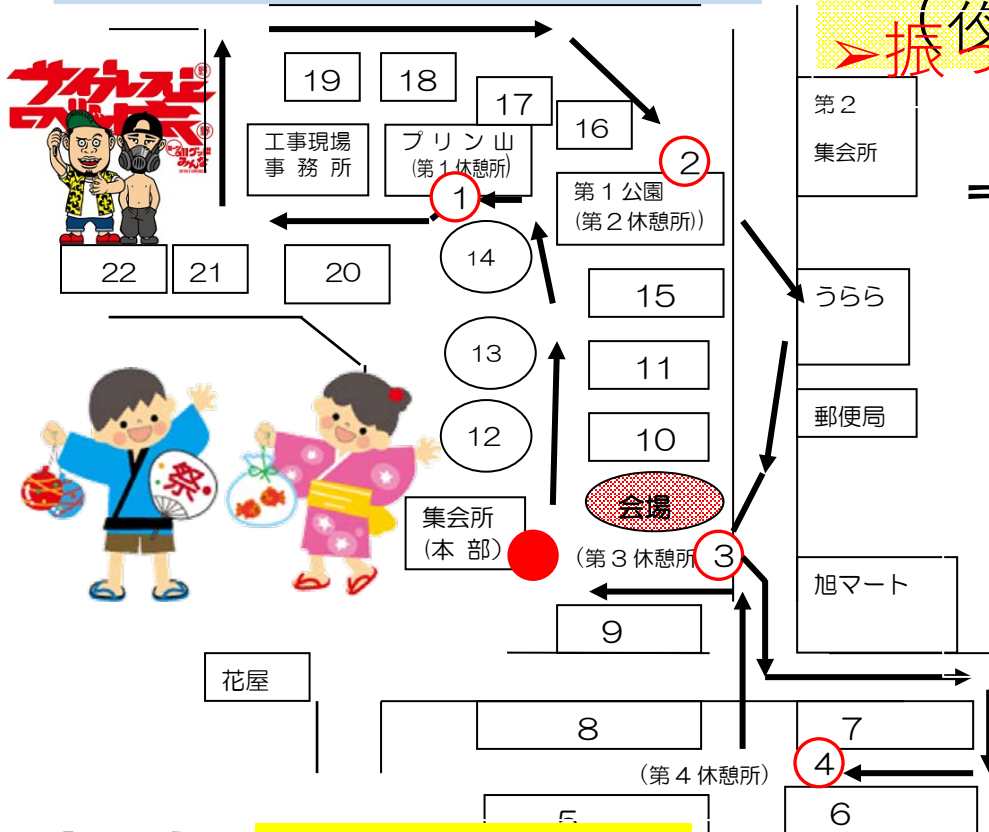 (夜
➢振
19
18
17
16
第２
集会所
工事現場
事務所
プリン山
(第１休憩所)
1
2
第１公園
(第２休憩所))
14
22
21
20
15
うらら
13
11
郵便局
12
10
祭
会場
集会所
(本部)
(第３休憩所
3
旭マート
9
花屋
8
7
(第４休憩所)
4
6